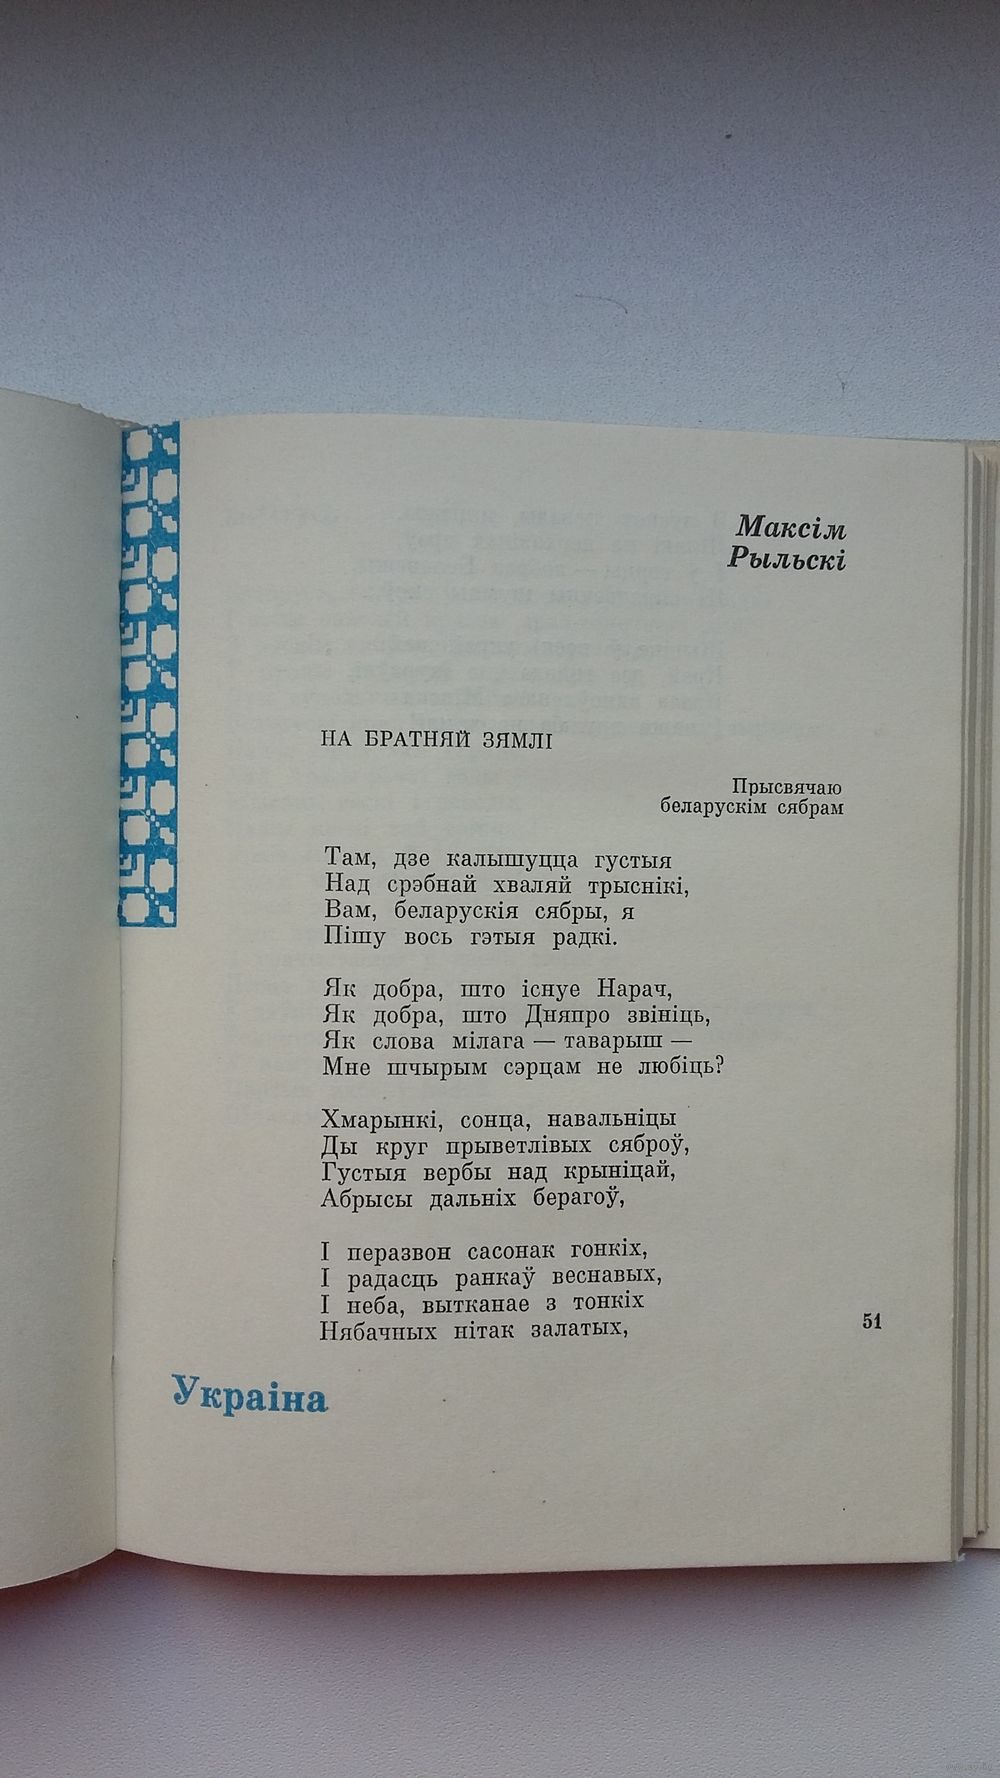 Максім
Рыльскі
НА БРАТНЯЙ ЗЯМЛІ
Прысвячаю
беларускім сябрам
Там, дзе калышуцца густыя
Над срэбнай хваляй трыснікі,
Вам, беларускія сябры, я
Пішу вось гэтыя радкі.
Як добра, што існуе Нарач,
Як добра, што Дняпро звініць,
Як слова мілага — таварыш —
Мне шчырым сэрцам не любіць?
Хмарынкі, сонца, навальніцы
Ды круг прыветлівых сяброў,
Густыя вербы над крыніцай,
Абрысы дальніх берагоў,
І перазвон сасонак гонкіх,
І радасць ранкаў веснавых,
І неба, вытканае з тонкіх
Нябачных нітак залатых,
51
Украіна